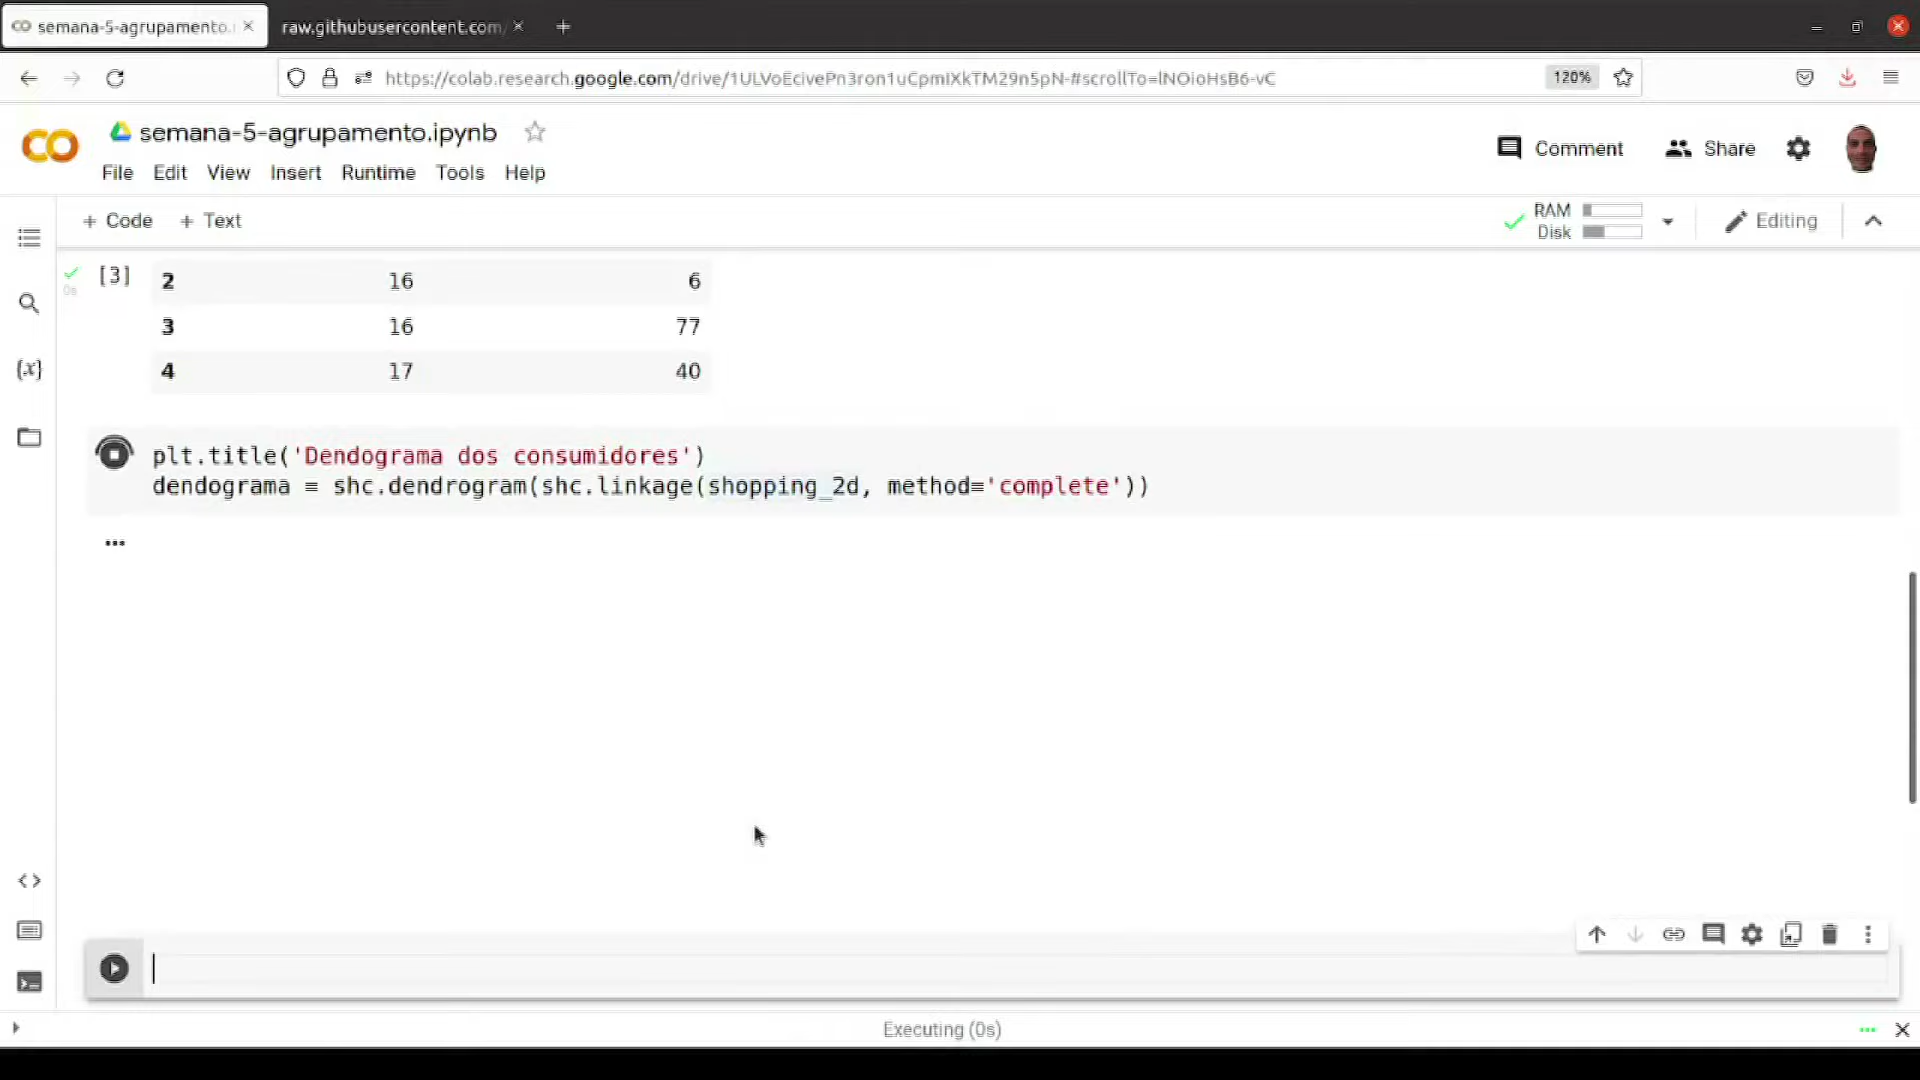 semana-5-agrupamento.
raw.githubusercontent.com/
https://colab.research.google.com/drive/1ULVoEcivePn3ron1uCpmIXkTM29n5pN-#scrollTo=lNOioHsB6-vC
120%
semana-5-agrupamento.ipynb
Comment
Share
File Edit View Insert Runtime Tools Help
+ Code + Text
RAM
Disk
Editing
[3] 2 16 6
0s
3 16 77
4 17 40
plt.title('Dendograma dos consumidores')
dendograma = shc.dendrogram(shc.linkage(shopping_2d, method='complete'))
Executing (0s)